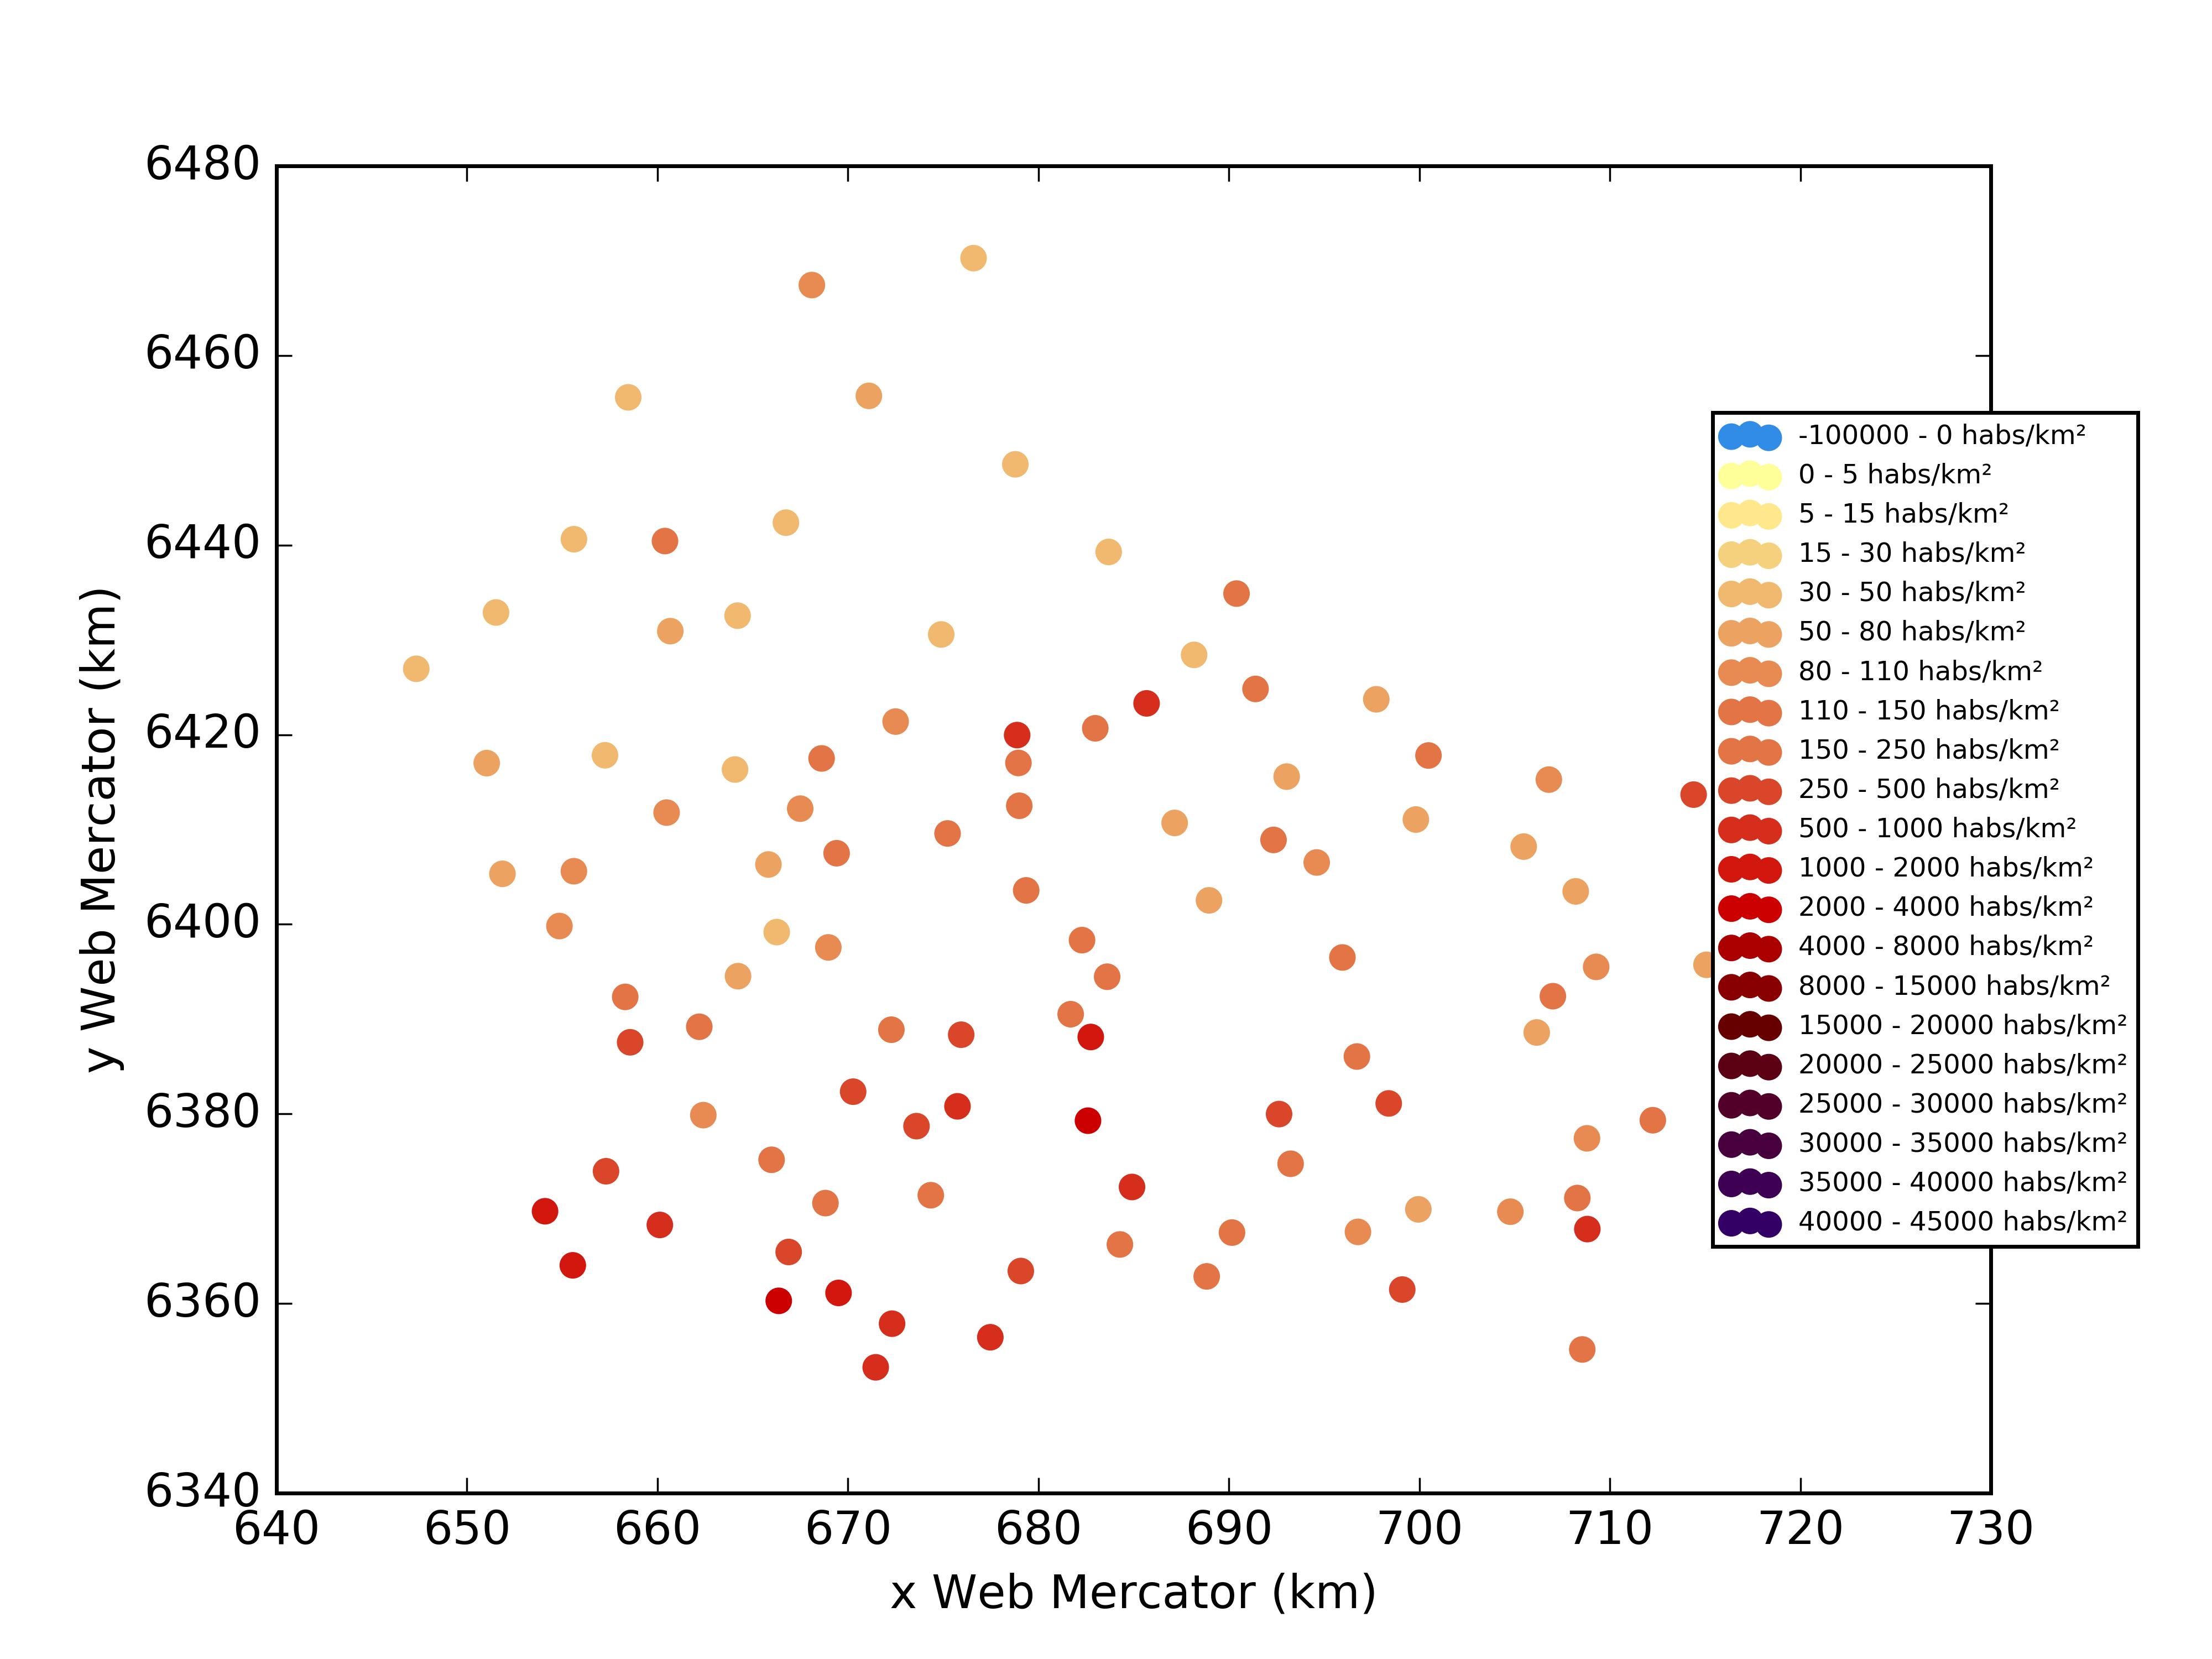 6480
6460
6440
6420
6400
6380
6360
6340
y Web Mercator (km)
640 650 660 670 680 690 700 710 720 730
x Web Mercator (km)
-100000 - 0 habs/km²
0 - 5 habs/km²
5 - 15 habs/km²
15 - 30 habs/km²
30 - 50 habs/km²
50 - 80 habs/km²
80 - 110 habs/km²
110 - 150 habs/km²
150 - 250 habs/km²
250 - 500 habs/km²
500 - 1000 habs/km²
1000 - 2000 habs/km²
2000 - 4000 habs/km²
4000 - 8000 habs/km²
8000 - 15000 habs/km²
15000 - 20000 habs/km²
20000 - 25000 habs/km²
25000 - 30000 habs/km²
30000 - 35000 habs/km²
35000 - 40000 habs/km²
40000 - 45000 habs/km²